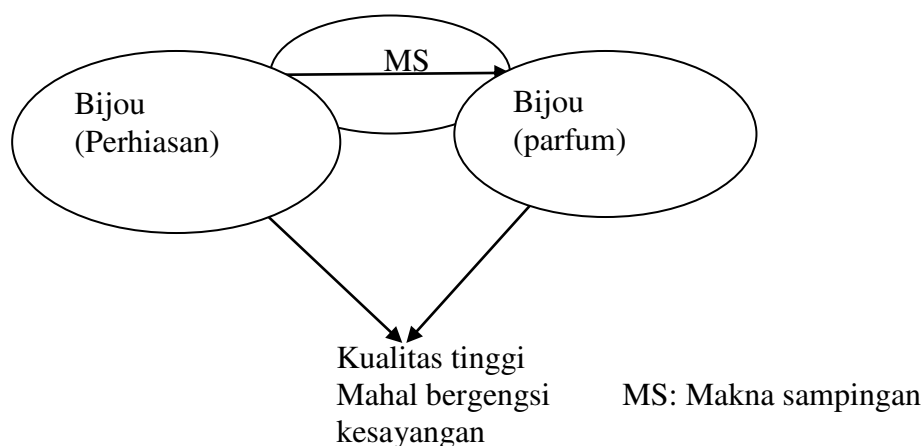 MS
Bijou
(Perhiasan)
Bijou
(parfum)
Kualitas tinggi
Mahal bergengsi
kesayangan
MS: Makna sampingan